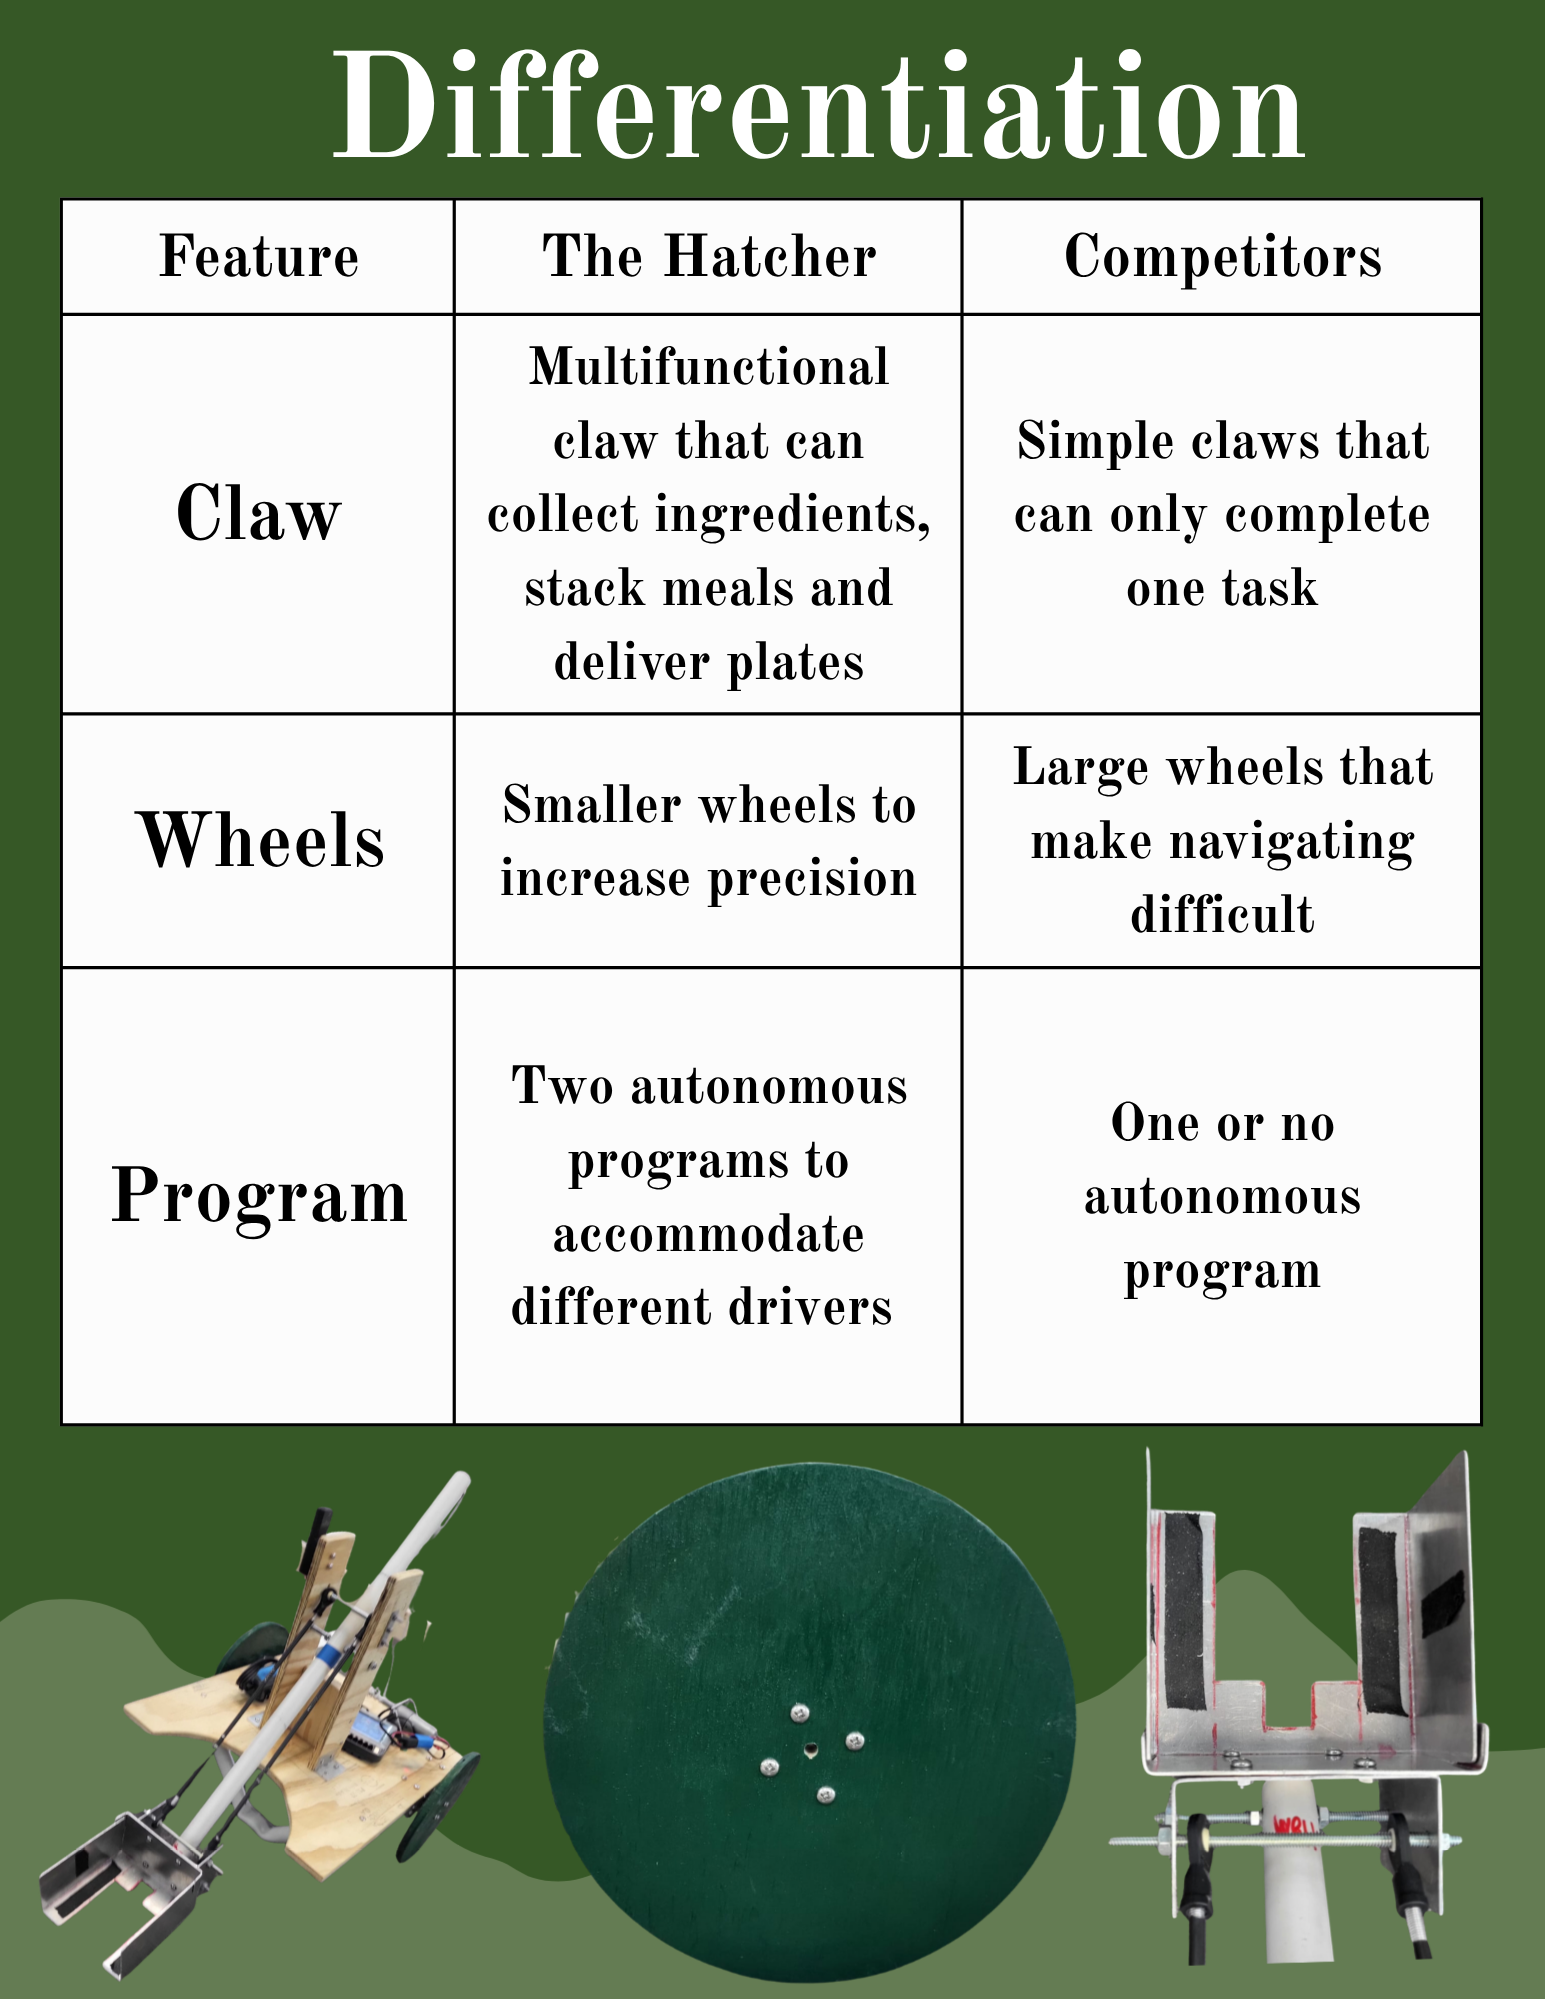 Differentiation
Feature
The Hatcher
Competitors
Claw
Multifunctional
claw that can
collect ingredients,
stack meals and
deliver plates
Simple claws that
can only complete
one task
Wheels
Smaller wheels to
increase precision
Large wheels that
make navigating
difficult
Program
Two autonomous
programs to
accommodate
different drivers
One or no
autonomous
program